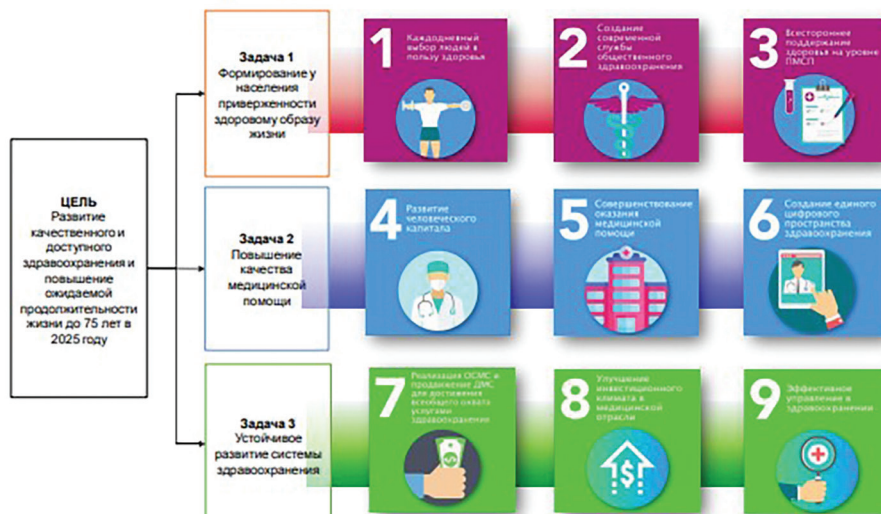 ЦЕЛЬ
Развитие
качественного и
доступного
здравоохранения и
повышение
ожидаемой
продолжительности
жизни до 75 лет в
2025 году
Задача 1
Формирование у
населения
приверженности
здоровому образу
жизни
1
Каждодневный
выбор людей в
пользу здоровья
2
Создание
современной
службы
общественного
здравоохранения
3
Всестороннее
поддержание
здоровья на уровне
ПМСП
Задача 2
Повышение
качества
медицинской
помощи
4
Развитие
человеческого
капитала
5
Совершенствование
оказания
медицинской
помощи
6
Создание единого
цифрового
пространства
здравоохранения
Задача 3
Устойчивое
развитие системы
здравоохранения
7
Реализация ОСМС и
продвижение ДМС
для достижения
всеобщего охвата
услугами
здравоохранения
8
Улучшение
инвестиционного
климата в
медицинской
отрасли
9
Эффективное
управление в
здравоохранении